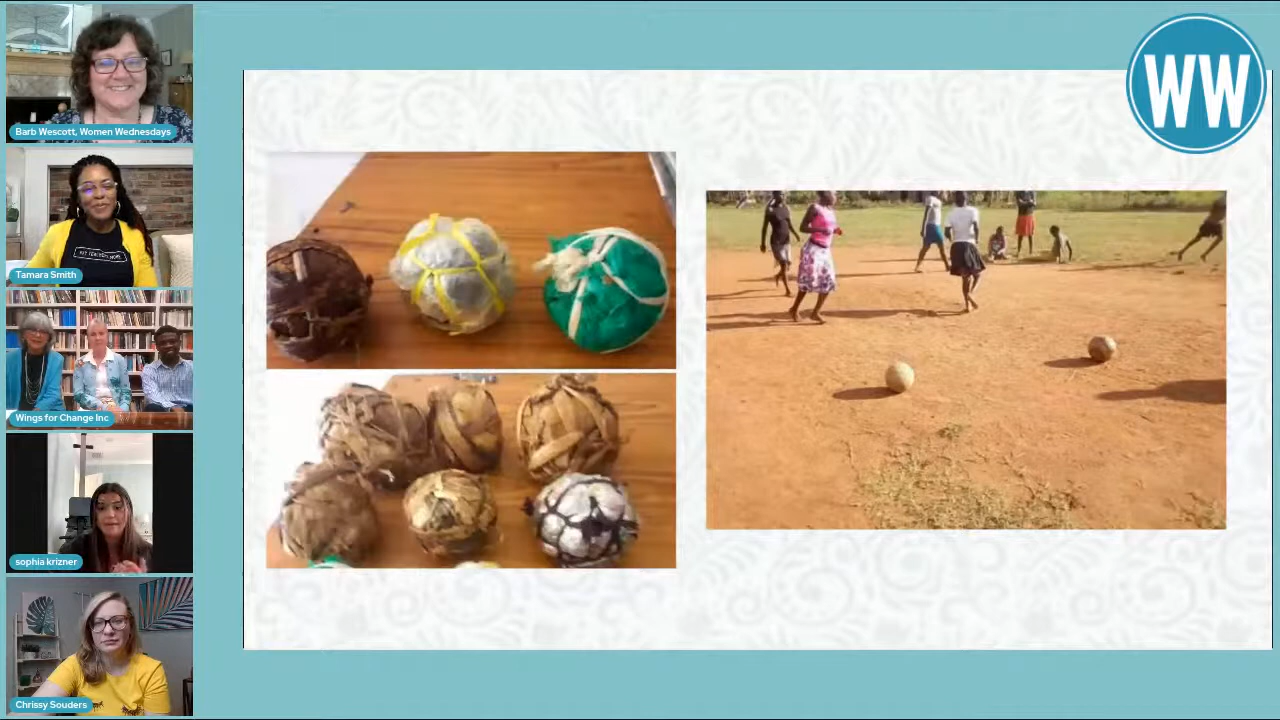 Barb Wescott, Women Wednesdays
Tamara Smith
Wings for Change Inc
sophia krizner
Chrissy Souders
WW